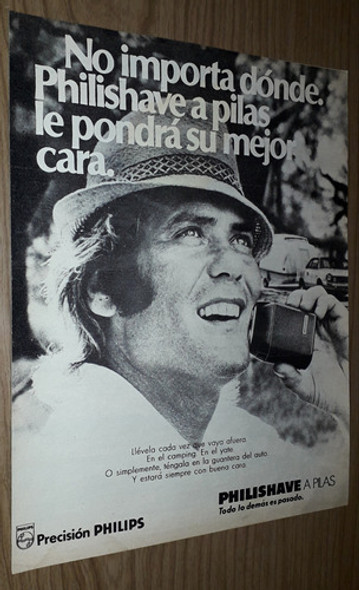 No importa dónde.
Philishave a pilas
le pondrá su mejor
cara.
Llévela cada vez que vaya afuera.
En el camping. En el yate.
O simplemente, téngala en la guantera del auto.
Y estará siempre con buena cara.
PHILISHAVE A PILAS
Todo lo demás es pasado.
PHILIPS
Precisión PHILIPS